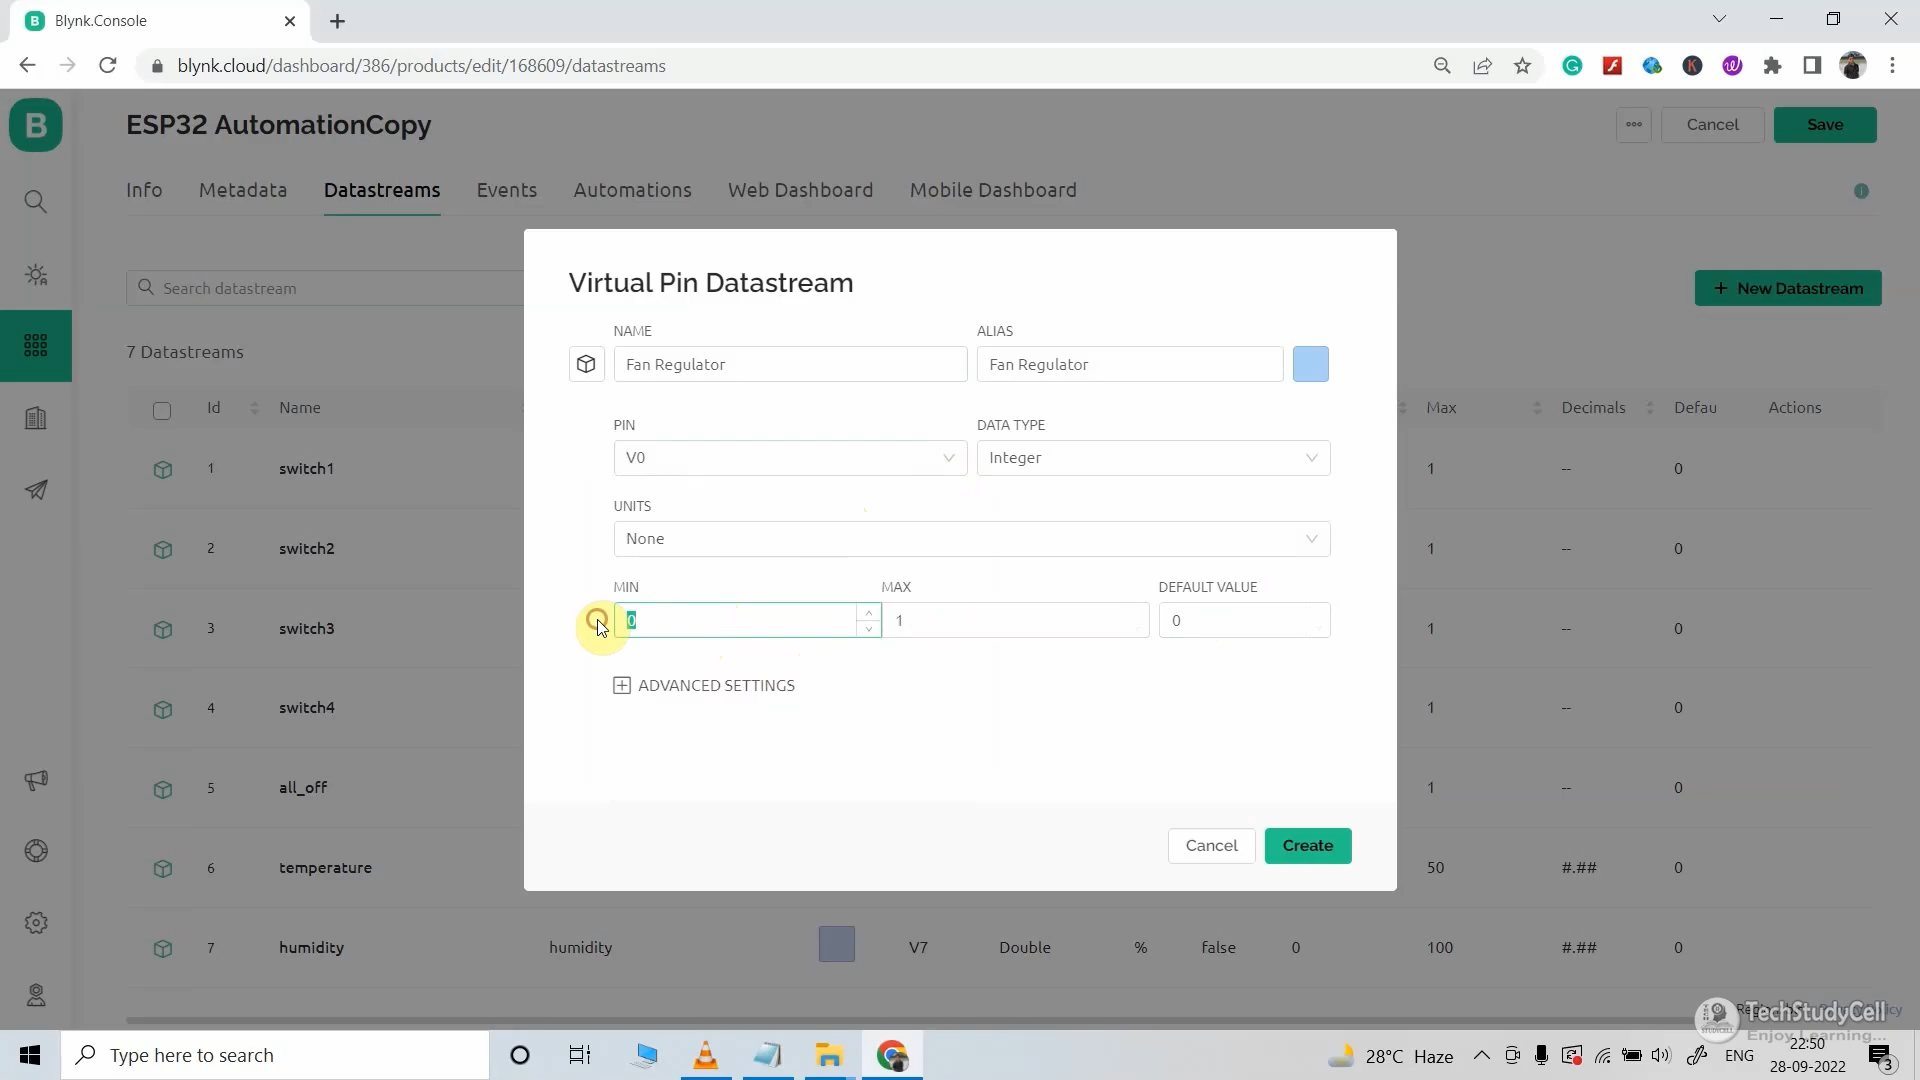 Blynk.Console
blynk.cloud/dashboard/386/products/edit/168609/datastreams
B
ESP32 AutomationCopy
Cancel
Save
Info Metadata Datastreams Events Automations Web Dashboard Mobile Dashboard
Search datastream
+ New Datastream
7 Datastreams
Id Name Max Decimals Defau Actions
1 switch1 1 -- 0
2 switch2 1 -- 0
3 switch3 1 -- 0
4 switch4 1 -- 0
5 all_off 1 -- 0
6 temperature 50 #.## 0
7 humidity humidity V7 Double % false 0 100 #.## 0
Virtual Pin Datastream
NAME ALIAS
Fan Regulator Fan Regulator
PIN DATA TYPE
V0 Integer
UNITS
None
MIN MAX DEFAULT VALUE
0 1 0
ADVANCED SETTINGS
Cancel Create
TechStudyCell
Enjoy Learning...
Type here to search
28°C Haze
ENG
22:50
28-09-2022
3